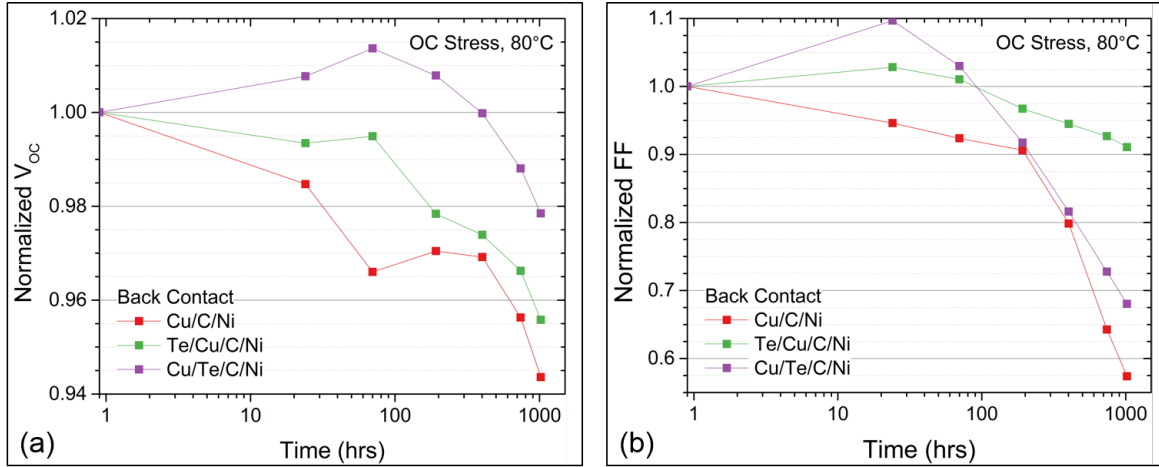 1.02
1.00
0.98
0.96
0.94
Normalized V_OC
OC Stress, 80°C
Back Contact
Cu/C/Ni
Te/Cu/C/Ni
Cu/Te/C/Ni
1 10 100 1000
Time (hrs)
(a)
1.1
1.0
0.9
0.8
0.7
0.6
Normalized FF
OC Stress, 80°C
Back Contact
Cu/C/Ni
Te/Cu/C/Ni
Cu/Te/C/Ni
1 10 100 1000
Time (hrs)
(b)